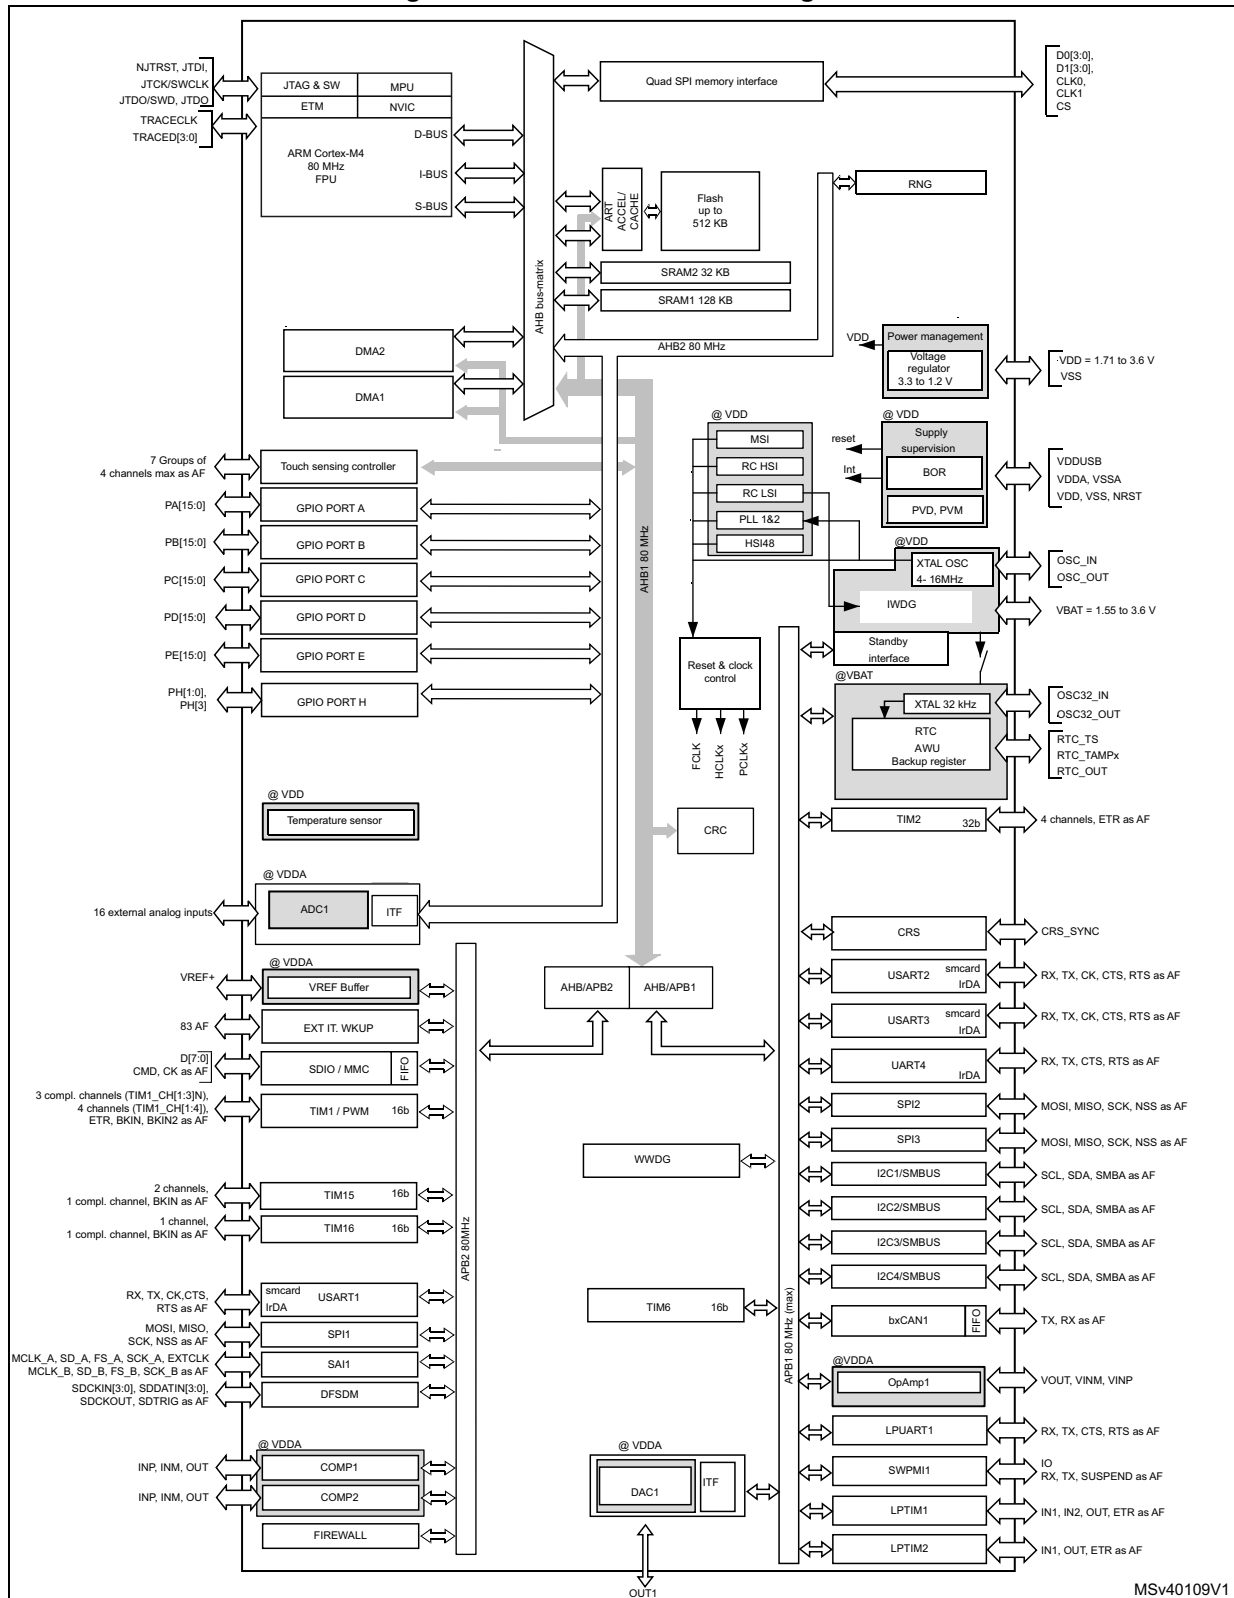 NJTRST, JTDI,
JTCK/SWCLK
JTDO/SWD, JTDO
TRACECLK
TRACED[3:0]
JTAG & SW
MPU
ETM
NVIC
ARM Cortex-M4
80 MHz
FPU
D-BUS
I-BUS
S-BUS
AHB bus-matrix
Quad SPI memory interface
D0[3:0],
D1[3:0],
CLK0,
CLK1
CS
ART
ACCEL/
CACHE
Flash
up to
512 KB
RNG
SRAM2 32 KB
SRAM1 128 KB
AHB2 80 MHz
DMA2
DMA1
VDD
Power management
Voltage
regulator
3.3 to 1.2 V
VDD = 1.71 to 3.6 V
VSS
@ VDD
MSI
RC HSI
RC LSI
PLL 1&2
HSI48
@ VDD
reset
Int
Supply
supervision
BOR
PVD, PVM
VDDUSB
VDDA, VSSA
VDD, VSS, NRST
7 Groups of
4 channels max as AF
Touch sensing controller
PA[15:0]
GPIO PORT A
PB[15:0]
GPIO PORT B
PC[15:0]
GPIO PORT C
PD[15:0]
GPIO PORT D
PE[15:0]
GPIO PORT E
PH[1:0],
PH[3]
GPIO PORT H
AHB1 80 MHz
@VDD
XTAL OSC
4- 16MHz
IWDG
OSC_IN
OSC_OUT
VBAT = 1.55 to 3.6 V
Standby
interface
Reset & clock
control
FCLK
HCLKx
PCLKx
@VBAT
XTAL 32 kHz
RTC
AWU
Backup register
OSC32_IN
OSC32_OUT
RTC_TS
RTC_TAMPx
RTC_OUT
@ VDD
Temperature sensor
CRC
TIM2
32b
4 channels, ETR as AF
@ VDDA
16 external analog inputs
ADC1
ITF
CRS
CRS_SYNC
@ VDDA
VREF+
VREF Buffer
AHB/APB2
AHB/APB1
USART2
smcard
IrDA
RX, TX, CK, CTS, RTS as AF
83 AF
EXT IT. WKUP
USART3
smcard
IrDA
RX, TX, CK, CTS, RTS as AF
D[7:0]
CMD, CK as AF
SDIO / MMC
FIFO
UART4
IrDA
RX, TX, CTS, RTS as AF
3 compl. channels (TIM1_CH[1:3]N),
4 channels (TIM1_CH[1:4]),
ETR, BKIN, BKIN2 as AF
TIM1 / PWM
16b
SPI2
MOSI, MISO, SCK, NSS as AF
SPI3
MOSI, MISO, SCK, NSS as AF
WWDG
I2C1/SMBUS
SCL, SDA, SMBA as AF
2 channels,
1 compl. channel, BKIN as AF
TIM15
16b
I2C2/SMBUS
SCL, SDA, SMBA as AF
1 channel,
1 compl. channel, BKIN as AF
TIM16
16b
APB2 80MHz
I2C3/SMBUS
SCL, SDA, SMBA as AF
I2C4/SMBUS
SCL, SDA, SMBA as AF
RX, TX, CK,CTS,
RTS as AF
smcard
IrDA
USART1
TIM6
16b
APB1 80 MHz (max)
bxCAN1
FIFO
TX, RX as AF
MOSI, MISO,
SCK, NSS as AF
SPI1
MCLK_A, SD_A, FS_A, SCK_A, EXTCLK
MCLK_B, SD_B, FS_B, SCK_B as AF
SAI1
@VDDA
OpAmp1
VOUT, VINM, VINP
SDCKIN[3:0], SDDATIN[3:0],
SDCKOUT, SDTRIG as AF
DFSDM
LPUART1
RX, TX, CTS, RTS as AF
@ VDDA
INP, INM, OUT
COMP1
INP, INM, OUT
COMP2
FIREWALL
@ VDDA
DAC1
ITF
OUT1
SWPMI1
IO
RX, TX, SUSPEND as AF
LPTIM1
IN1, IN2, OUT, ETR as AF
LPTIM2
IN1, OUT, ETR as AF
MSv40109V1